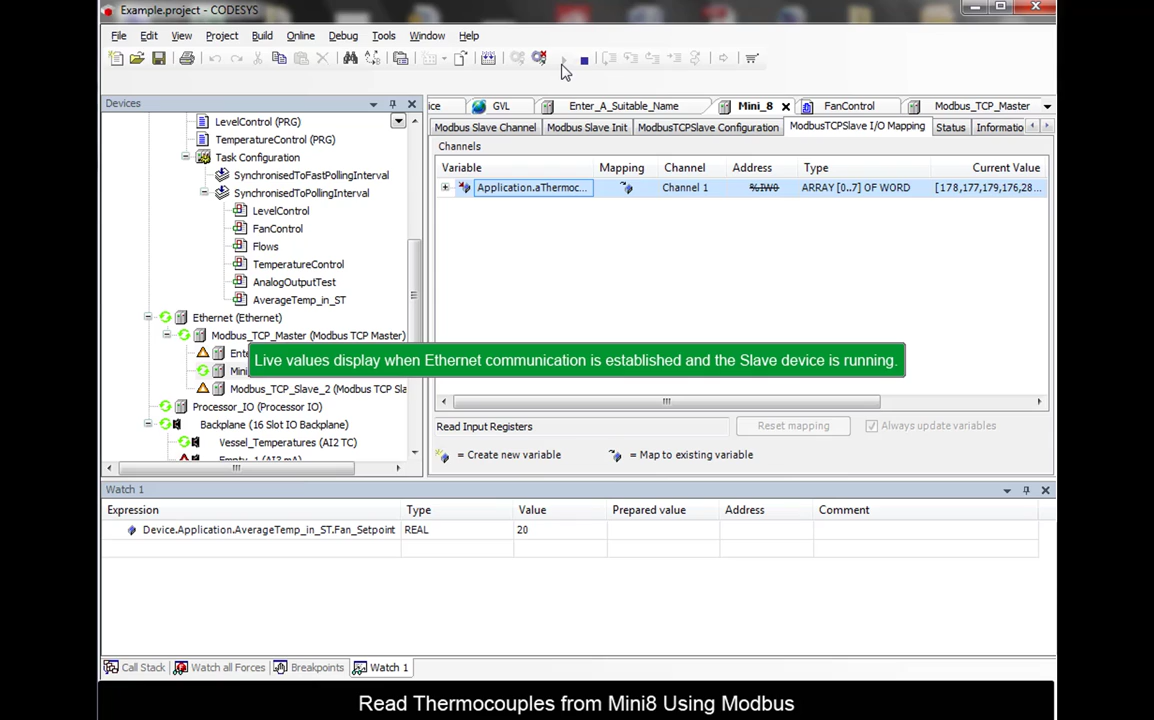 Example.project - CODESYS
File Edit View Project Build Online Debug Tools Window Help
Devices
LevelControl (PRG)
TemperatureControl (PRG)
Task Configuration
SynchronisedToFastPollingInterval
SynchronisedToPollingInterval
LevelControl
FanControl
Flows
TemperatureControl
AnalogOutputTest
AverageTemp_in_ST
Ethernet (Ethernet)
Modbus_TCP_Master (Modbus TCP Master)
Ente
Mini
Modbus_TCP_Slave_2 (Modbus TCP Sla
Processor_IO (Processor IO)
Backplane (16 Slot IO Backplane)
Vessel_Temperatures (AI2 TC)
Empty_1 (AI3 mA)
ice GVL Enter_A_Suitable_Name Mini_8 FanControl Modbus_TCP_Master
Modbus Slave Channel Modbus Slave Init ModbusTCPSlave Configuration ModbusTCPSlave I/O Mapping Status Informatio
Channels
Variable Mapping Channel Address Type Current Value
Application.aThermoc... Channel 1 %IW0 ARRAY [0..7] OF WORD [178,177,179,176,28...
Live values display when Ethernet communication is established and the Slave device is running.
Read Input Registers Reset mapping Always update variables
= Create new variable = Map to existing variable
Watch 1
Expression Type Value Prepared value Address Comment
Device.Application.AverageTemp_in_ST.Fan_Setpoint REAL 20
Call Stack Watch all Forces Breakpoints Watch 1
Read Thermocouples from Mini8 Using Modbus